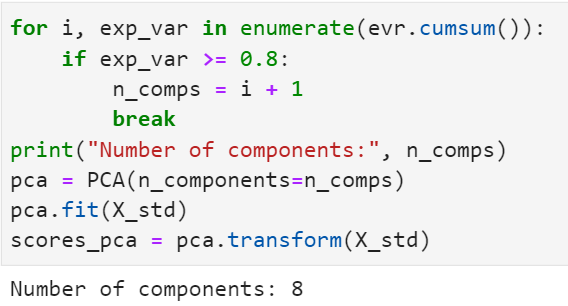 for i, exp_var in enumerate(evr.cumsum()):
    if exp_var >= 0.8:
        n_comps = i + 1
        break
print("Number of components:", n_comps)
pca = PCA(n_components=n_comps)
pca.fit(X_std)
scores_pca = pca.transform(X_std)
Number of components: 8